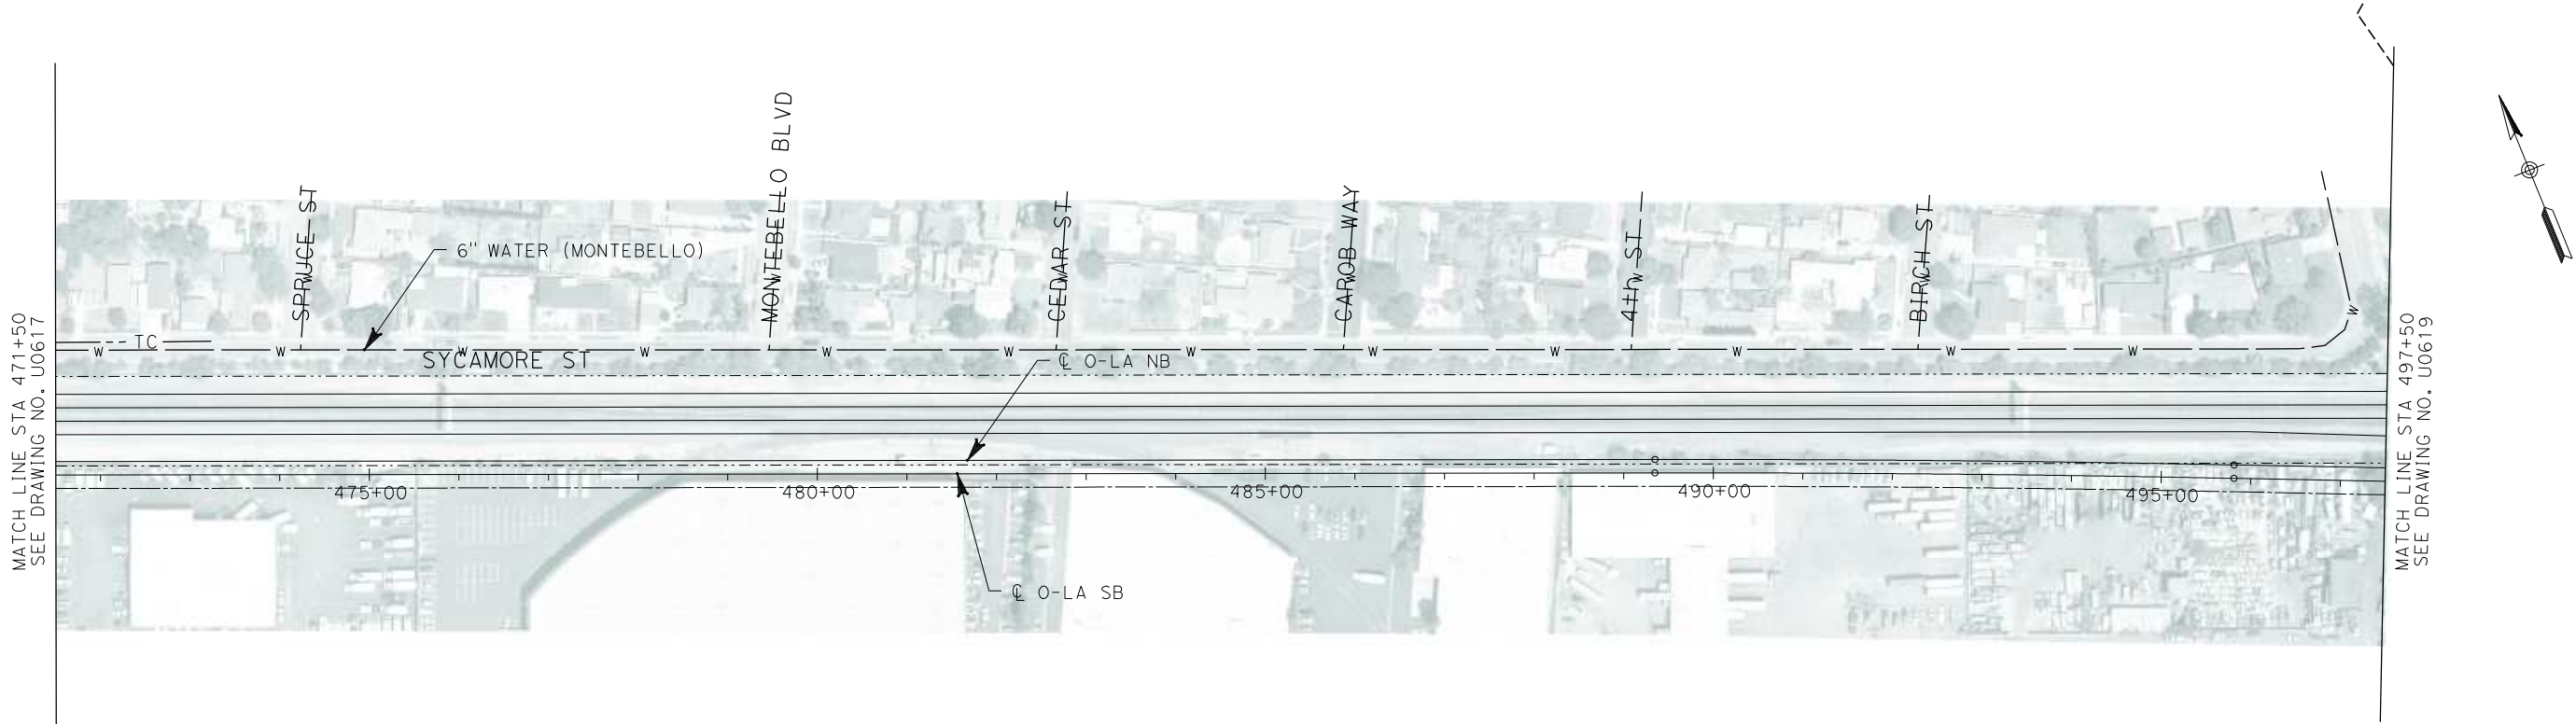 SPRUCE ST
MONTEBELLO BLVD
CEDAR ST
CAROB WAY
4th ST
BIRCH ST
6" WATER (MONTEBELLO)
TC
W W W W W W W W W W W W W
SYCAMORE ST
℄ O-LA NB
475+00 480+00 485+00 490+00 495+00
℄ O-LA SB
MATCH LINE STA 471+50
SEE DRAWING NO. U0617
MATCH LINE STA 497+50
SEE DRAWING NO. U0619